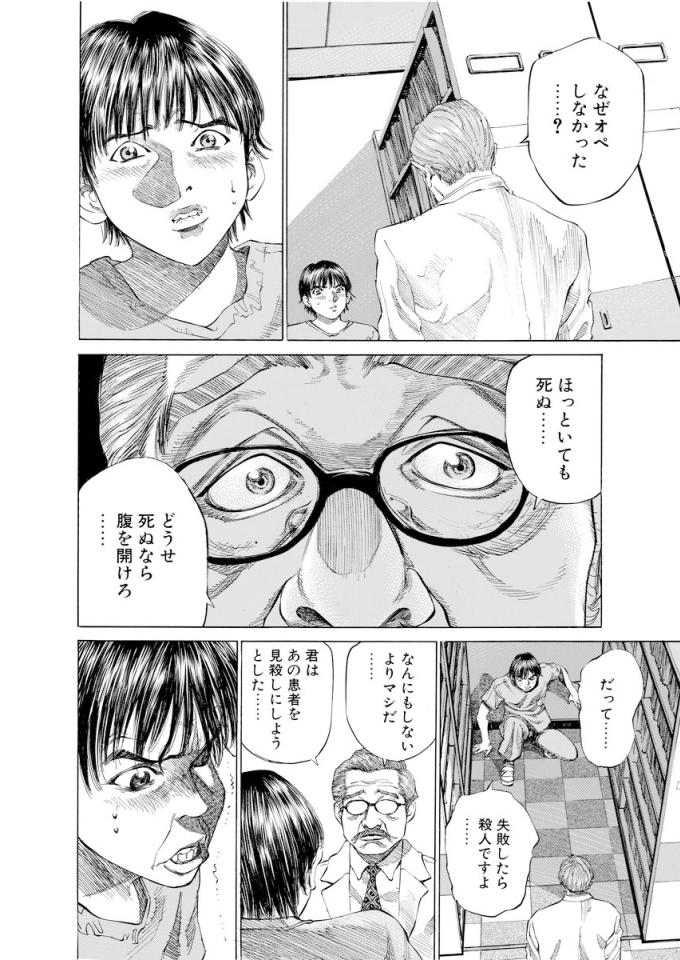 なぜオペ
しなかった
……？
ほっといても
死ぬ……
どうせ
死ぬなら
腹を開けろ
……
だって……
失敗したら
殺人ですよ
……
なんにもしない
よりマシだ
……
君は
あの患者を
見殺しにしよう
とした……